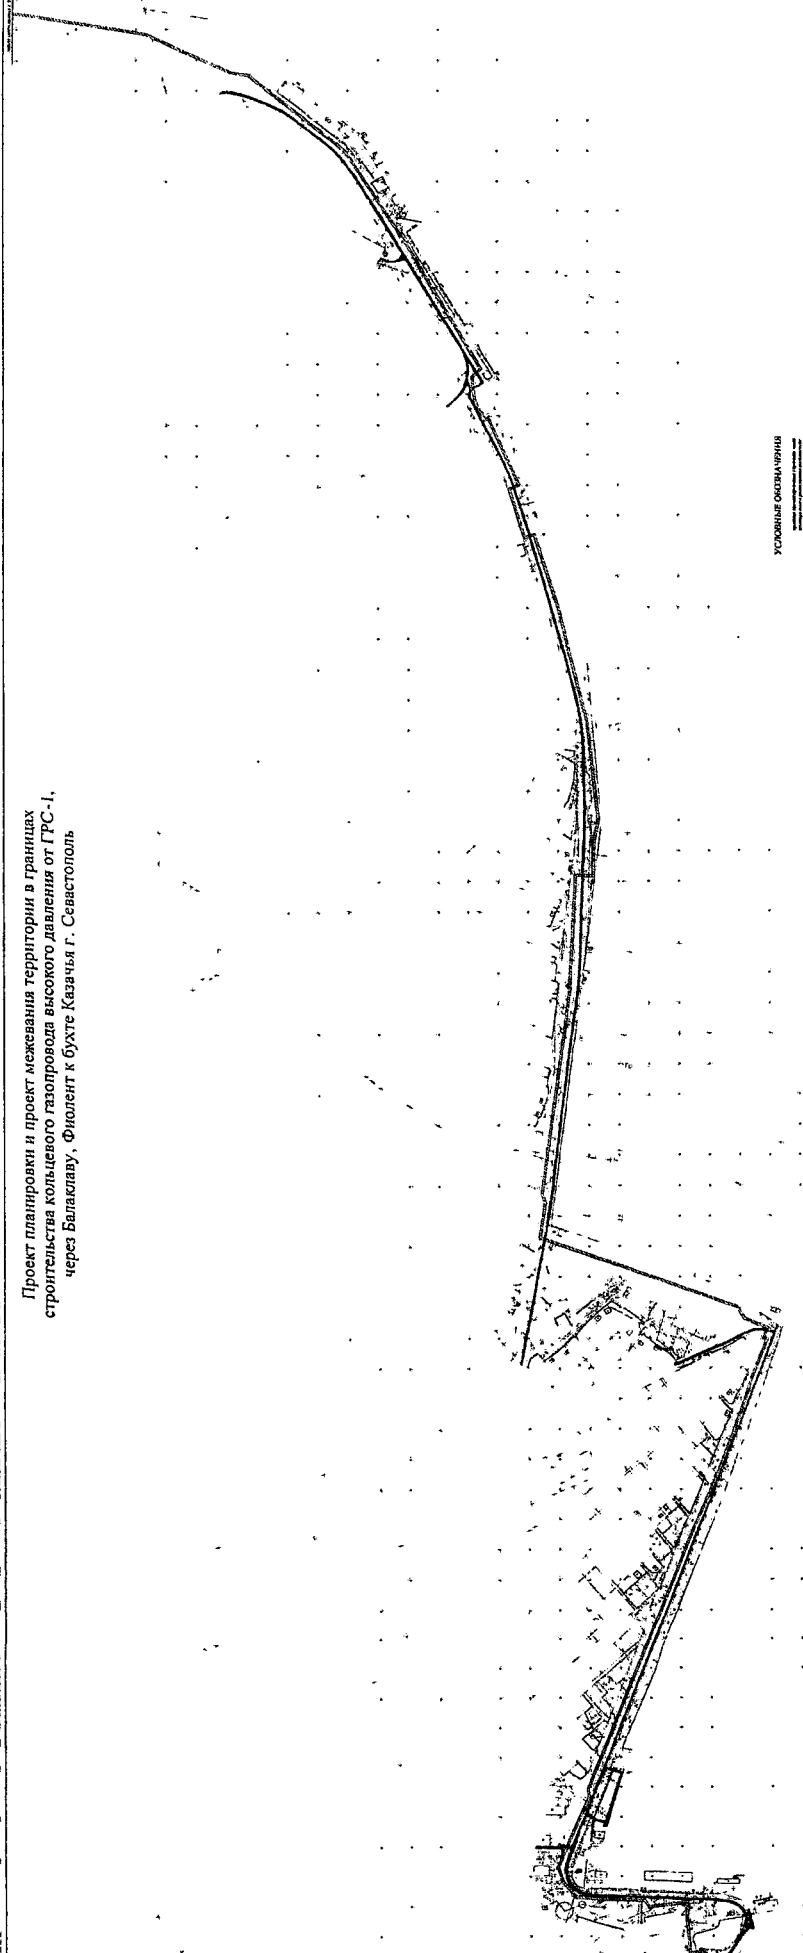 Проект планировки и проект межевания территории в границах
строительства кольцевого газопровода высокого давления от ГРС-1,
через Балаклаву, Фиолент к бухте Казачья г. Севастополь
УСЛОВНЫЕ ОБОЗНАЧЕНИЯ